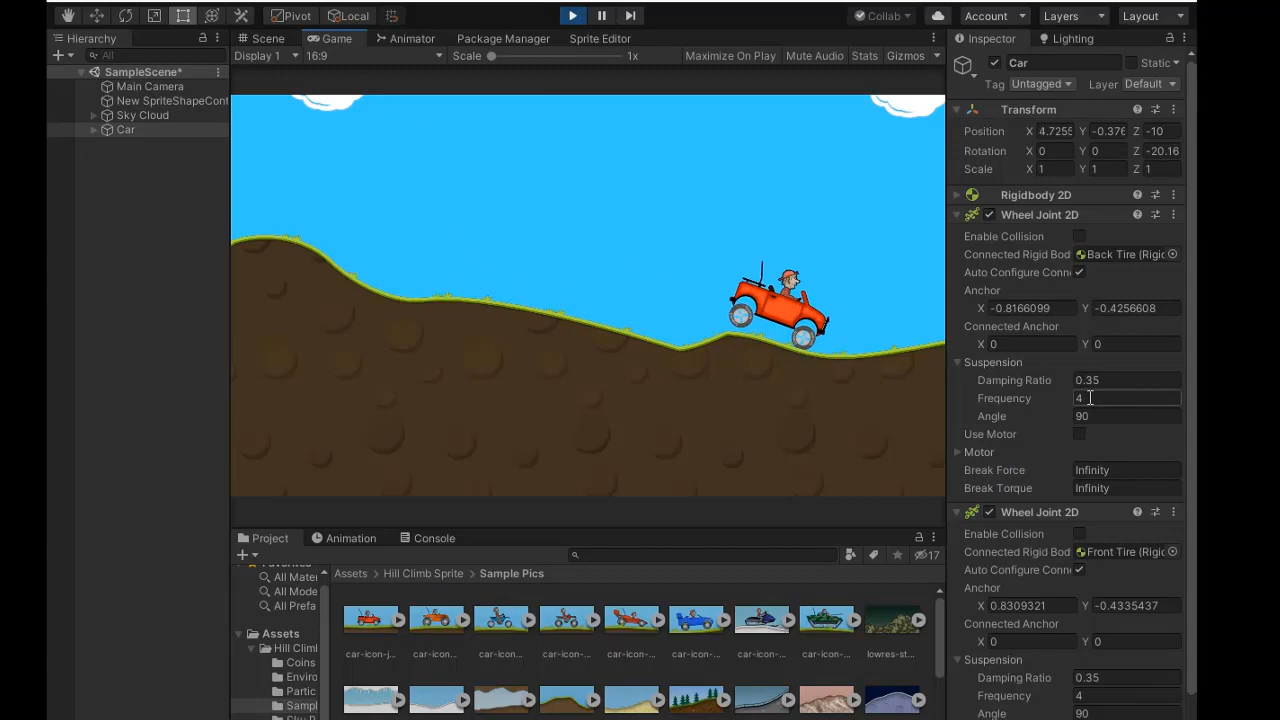 Pivot Local Collab Account Layers Layout
Hierarchy Scene Game Animator Package Manager Sprite Editor Inspector Lighting
All Display 1 16:9 Scale 1x Maximize On Play Mute Audio Stats Gizmos
SampleScene*
Main Camera
New SpriteShapeCont
Sky Cloud
Car
Car Static
Tag Untagged Layer Default
Transform
Position X 4.7255 Y -0.376 Z -10
Rotation X 0 Y 0 Z -20.16
Scale X 1 Y 1 Z 1
Rigidbody 2D
Wheel Joint 2D
Enable Collision
Connected Rigid Bod Back Tire (Rigid
Auto Configure Conne
Anchor
X -0.8166099 Y -0.4256608
Connected Anchor
X 0 Y 0
Suspension
Damping Ratio 0.35
Frequency 4
Angle 90
Use Motor
Motor
Break Force Infinity
Break Torque Infinity
Wheel Joint 2D
Enable Collision
Connected Rigid Bod Front Tire (Rigid
Auto Configure Conne
Anchor
X 0.8309321 Y -0.4335437
Connected Anchor
X 0 Y 0
Suspension
Damping Ratio 0.35
Frequency 4
Angle 90
Project Animation Console
17
All Mater
All Mode
All Prefa
Assets
Hill Climb
Coins
Enviro
Partic
Sampl
Assets Hill Climb Sprite Sample Pics
car-icon-j... car-icon... car-icon... car-icon-... car-icon-... car-icon-... car-icon-... car-icon-... lowres-st...